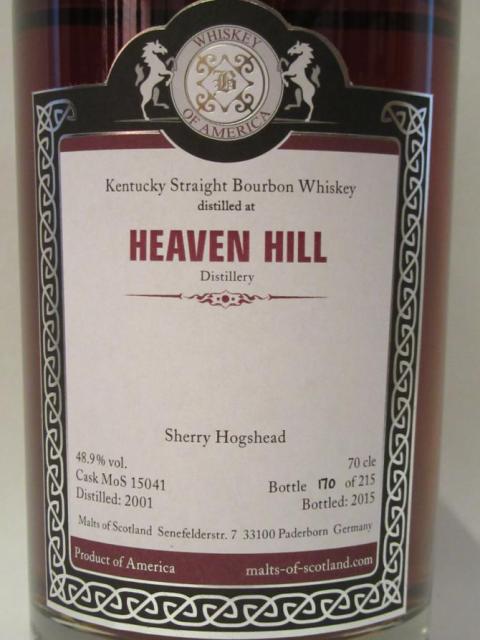 WHISKEY
B
OF AMERICA
Kentucky Straight Bourbon Whiskey
distilled at
HEAVEN HILL
Distillery
Sherry Hogshead
48.9% vol.
70 cle
Cask MoS 15041
Bottle 170 of 215
Distilled: 2001
Bottled: 2015
Malts of Scotland Senefelderstr. 7 33100 Paderborn Germany
Product of America
malts-of-scotland.com